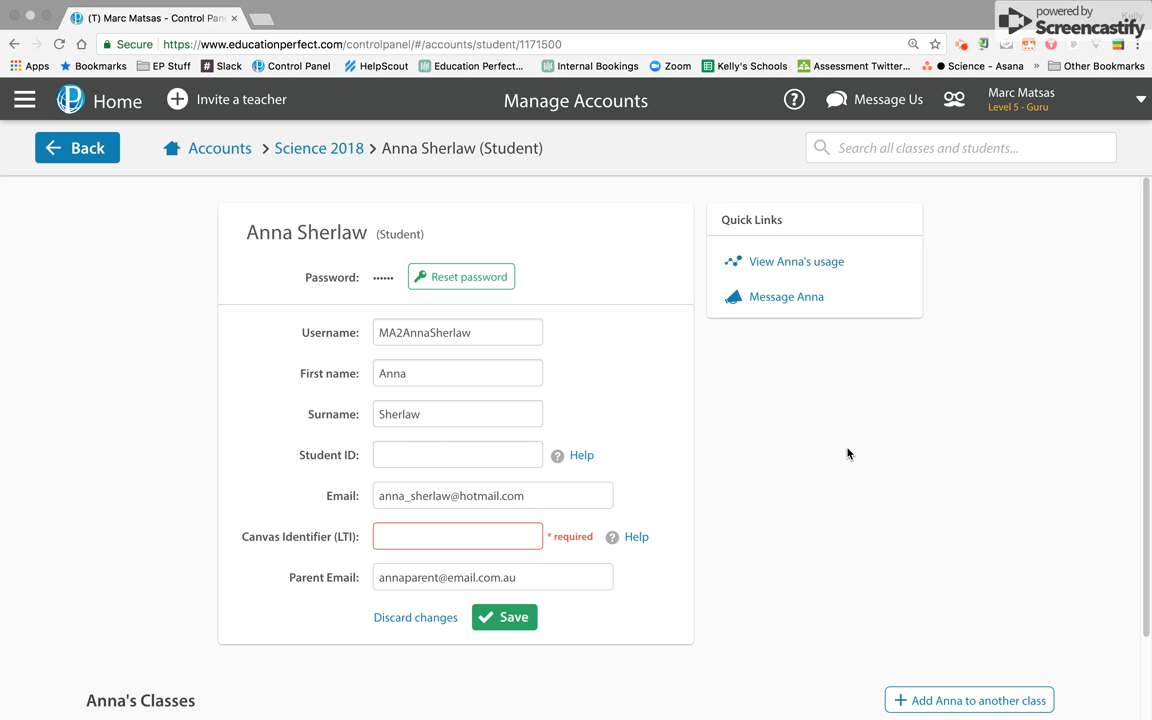 (T) Marc Matsas - Control Pan
Kelly
powered by
Screencastify
Secure
https://www.educationperfect.com/controlpanel/#/accounts/student/1171500
Apps
Bookmarks
EP Stuff
Slack
Control Panel
HelpScout
Education Perfect...
Internal Bookings
Zoom
Kelly's Schools
Assessment Twitter...
Science - Asana
»
Other Bookmarks
Home
Invite a teacher
Manage Accounts
Message Us
Marc Matsas
Level 5 - Guru
Back
Accounts > Science 2018 > Anna Sherlaw (Student)
Search all classes and students...
Anna Sherlaw (Student)
Password: •••••• Reset password
Username: MA2AnnaSherlaw
First name: Anna
Surname: Sherlaw
Student ID: ? Help
Email: anna_sherlaw@hotmail.com
Canvas Identifier (LTI): * required ? Help
Parent Email: annaparent@email.com.au
Discard changes Save
Quick Links
View Anna's usage
Message Anna
Anna's Classes
+ Add Anna to another class